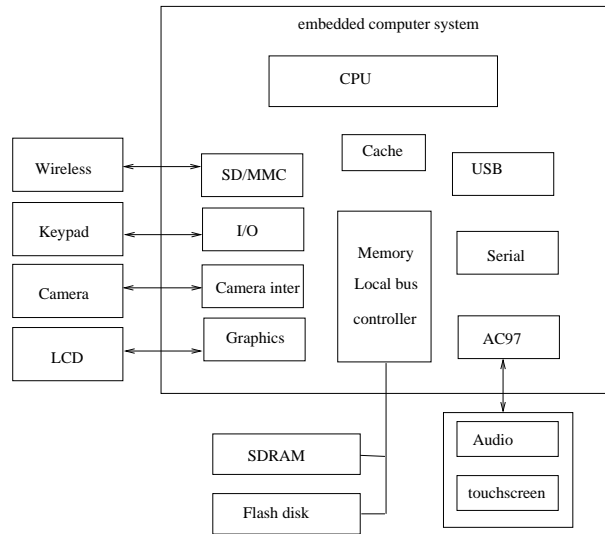 embedded computer system
CPU
Cache
Wireless
SD/MMC
USB
Keypad
I/O
Memory
Local bus
controller
Serial
Camera
Camera inter
LCD
Graphics
AC97
SDRAM
Audio
Flash disk
touchscreen